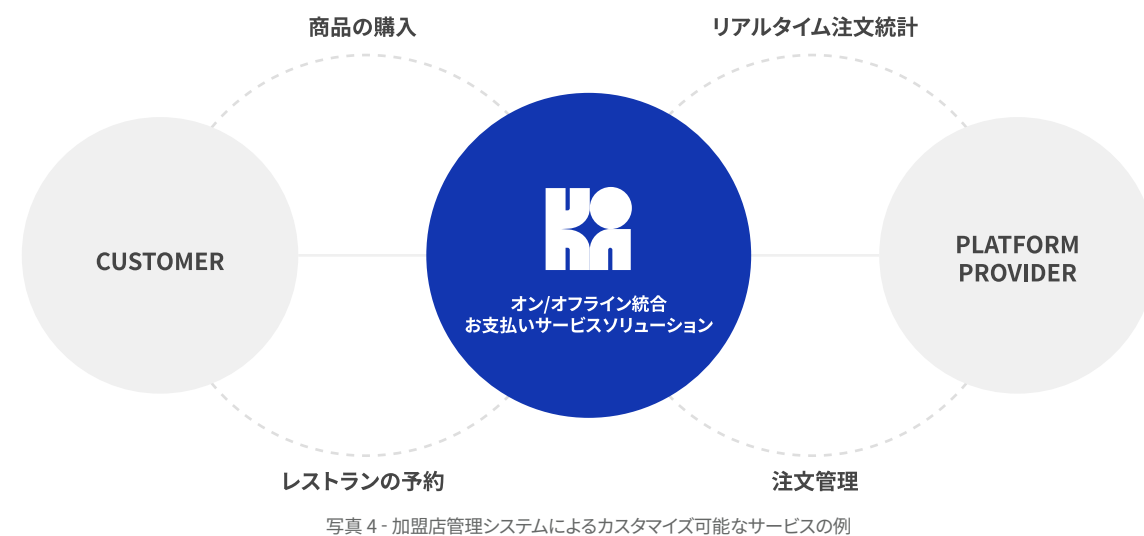 商品の購入
リアルタイム注文統計
CUSTOMER
KONA
オン/オフライン統合
お支払いサービスソリューション
PLATFORM
PROVIDER
レストランの予約
注文管理
写真 4 - 加盟店管理システムによるカスタマイズ可能なサービスの例